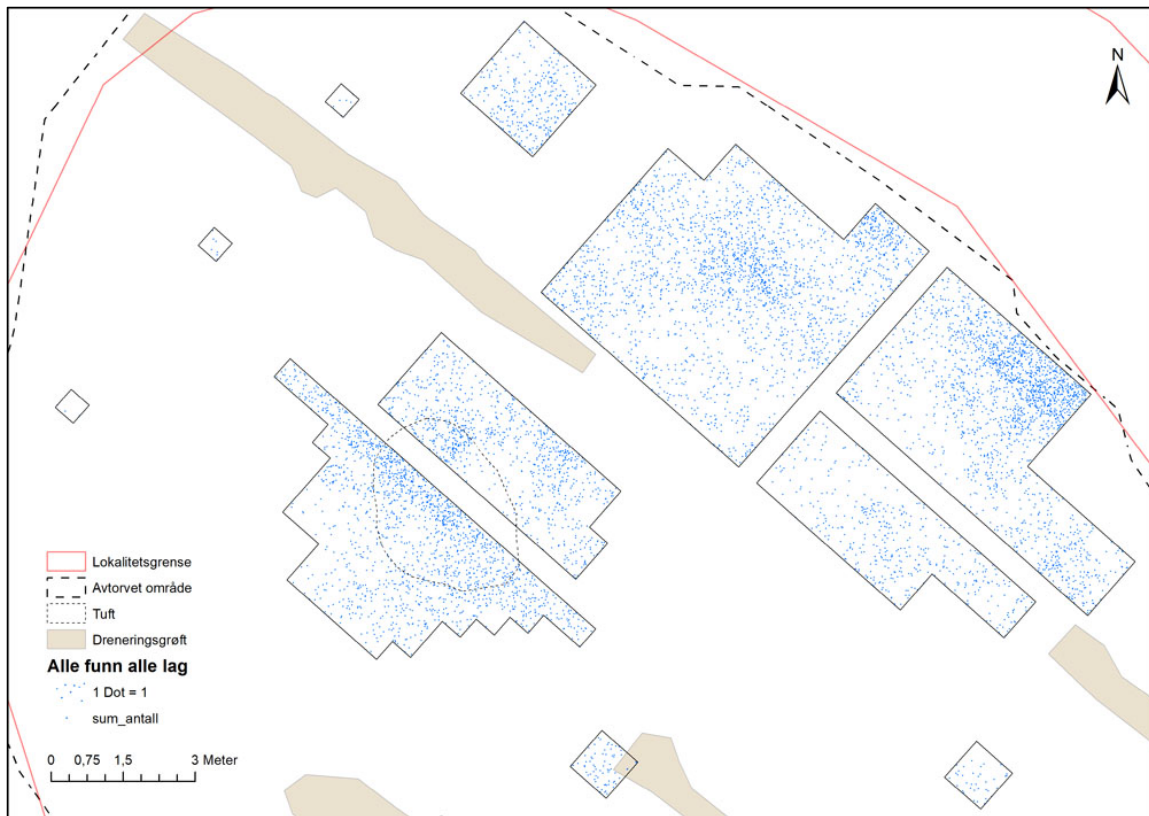 N
Lokalitetsgrense
Avtorvet område
Tuft
Dreneringsgrøft
Alle funn alle lag
1 Dot = 1
sum_antall
0 0,75 1,5 3 Meter